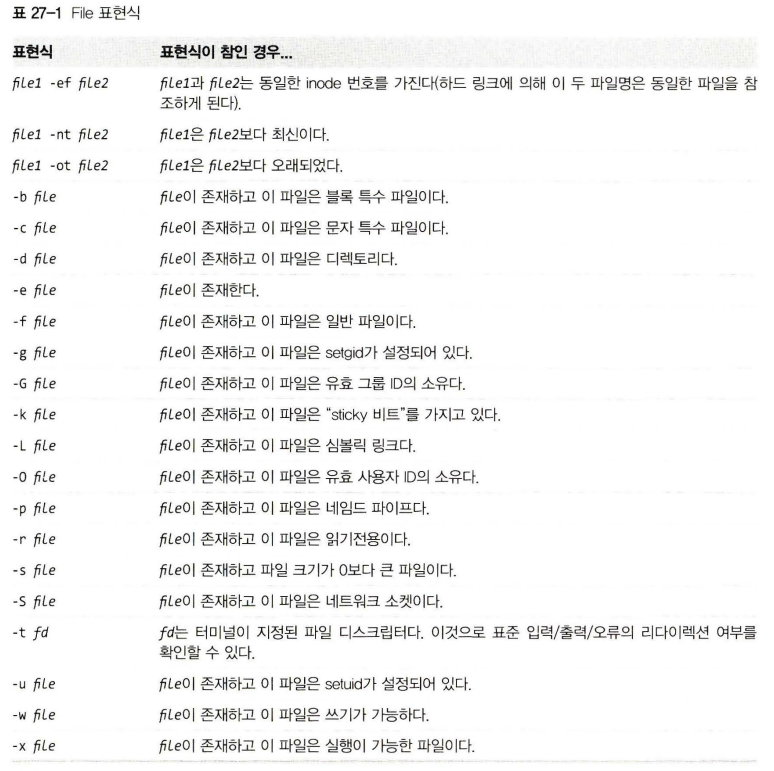 표 27-1 File 표현식
표현식 표현식이 참인 경우...
file1 -ef file2 file1과 file2는 동일한 inode 번호를 가진다(하드 링크에 의해 이 두 파일명은 동일한 파일을 참
조하게 된다).
file1 -nt file2 file1은 file2보다 최신이다.
file1 -ot file2 file1은 file2보다 오래되었다.
-b file file이 존재하고 이 파일은 블록 특수 파일이다.
-c file file이 존재하고 이 파일은 문자 특수 파일이다.
-d file file이 존재하고 이 파일은 디렉토리다.
-e file file이 존재한다.
-f file file이 존재하고 이 파일은 일반 파일이다.
-g file file이 존재하고 이 파일은 setgid가 설정되어 있다.
-G file file이 존재하고 이 파일은 유효 그룹 ID의 소유다.
-k file file이 존재하고 이 파일은 “sticky 비트”를 가지고 있다.
-L file file이 존재하고 이 파일은 심볼릭 링크다.
-O file file이 존재하고 이 파일은 유효 사용자 ID의 소유다.
-p file file이 존재하고 이 파일은 네임드 파이프다.
-r file file이 존재하고 이 파일은 읽기전용이다.
-s file file이 존재하고 파일 크기가 0보다 큰 파일이다.
-S file file이 존재하고 이 파일은 네트워크 소켓이다.
-t fd fd는 터미널이 지정된 파일 디스크립터다. 이것으로 표준 입력/출력/오류의 리다이렉션 여부를
확인할 수 있다.
-u file file이 존재하고 이 파일은 setuid가 설정되어 있다.
-w file file이 존재하고 이 파일은 쓰기가 가능하다.
-x file file이 존재하고 이 파일은 실행이 가능한 파일이다.